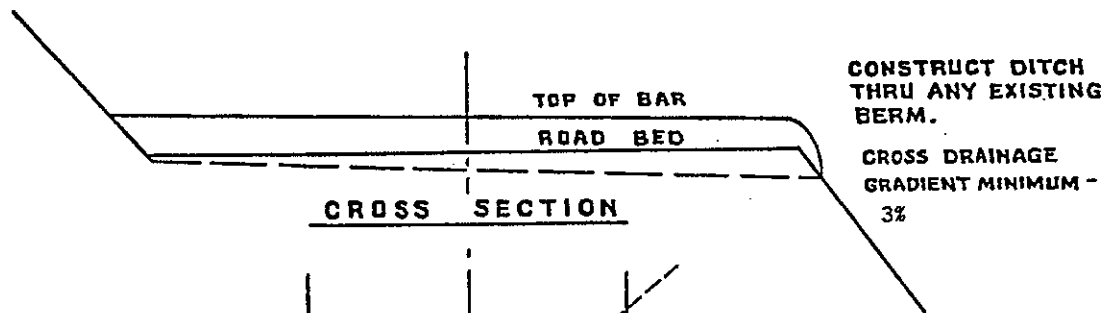 TOP OF BAR
ROAD BED
CROSS SECTION
CONSTRUCT DITCH
THRU ANY EXISTING
BERM.
CROSS DRAINAGE
GRADIENT MINIMUM -
3%